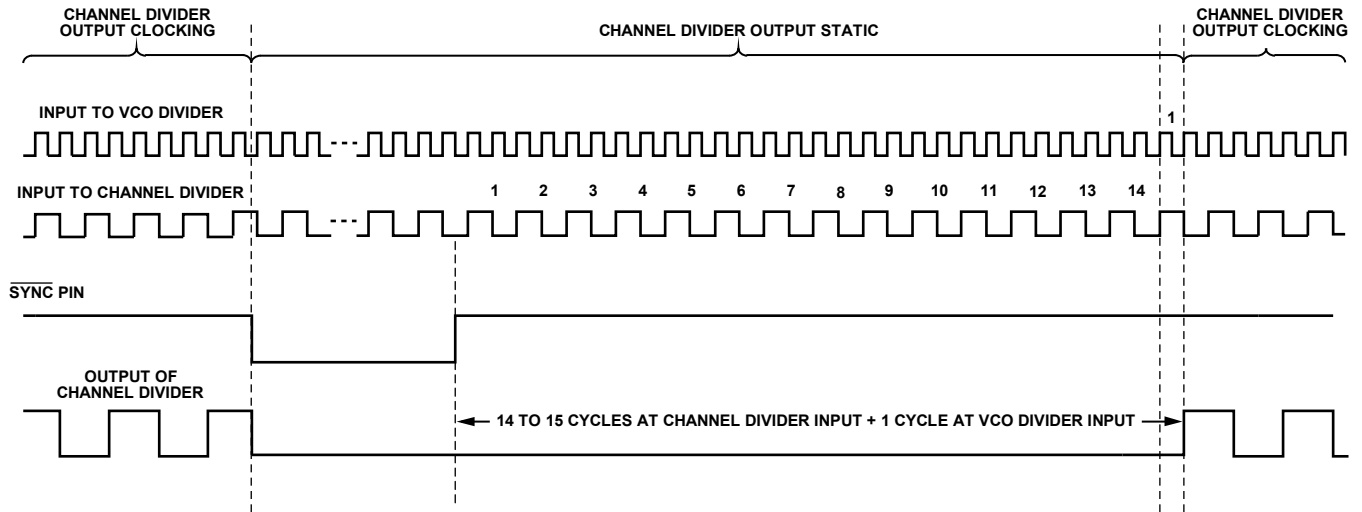 CHANNEL DIVIDER
OUTPUT CLOCKING
CHANNEL DIVIDER OUTPUT STATIC
CHANNEL DIVIDER
OUTPUT CLOCKING
INPUT TO VCO DIVIDER
1
INPUT TO CHANNEL DIVIDER
1 2 3 4 5 6 7 8 9 10 11 12 13 14
SYNC PIN
OUTPUT OF
CHANNEL DIVIDER
14 TO 15 CYCLES AT CHANNEL DIVIDER INPUT + 1 CYCLE AT VCO DIVIDER INPUT